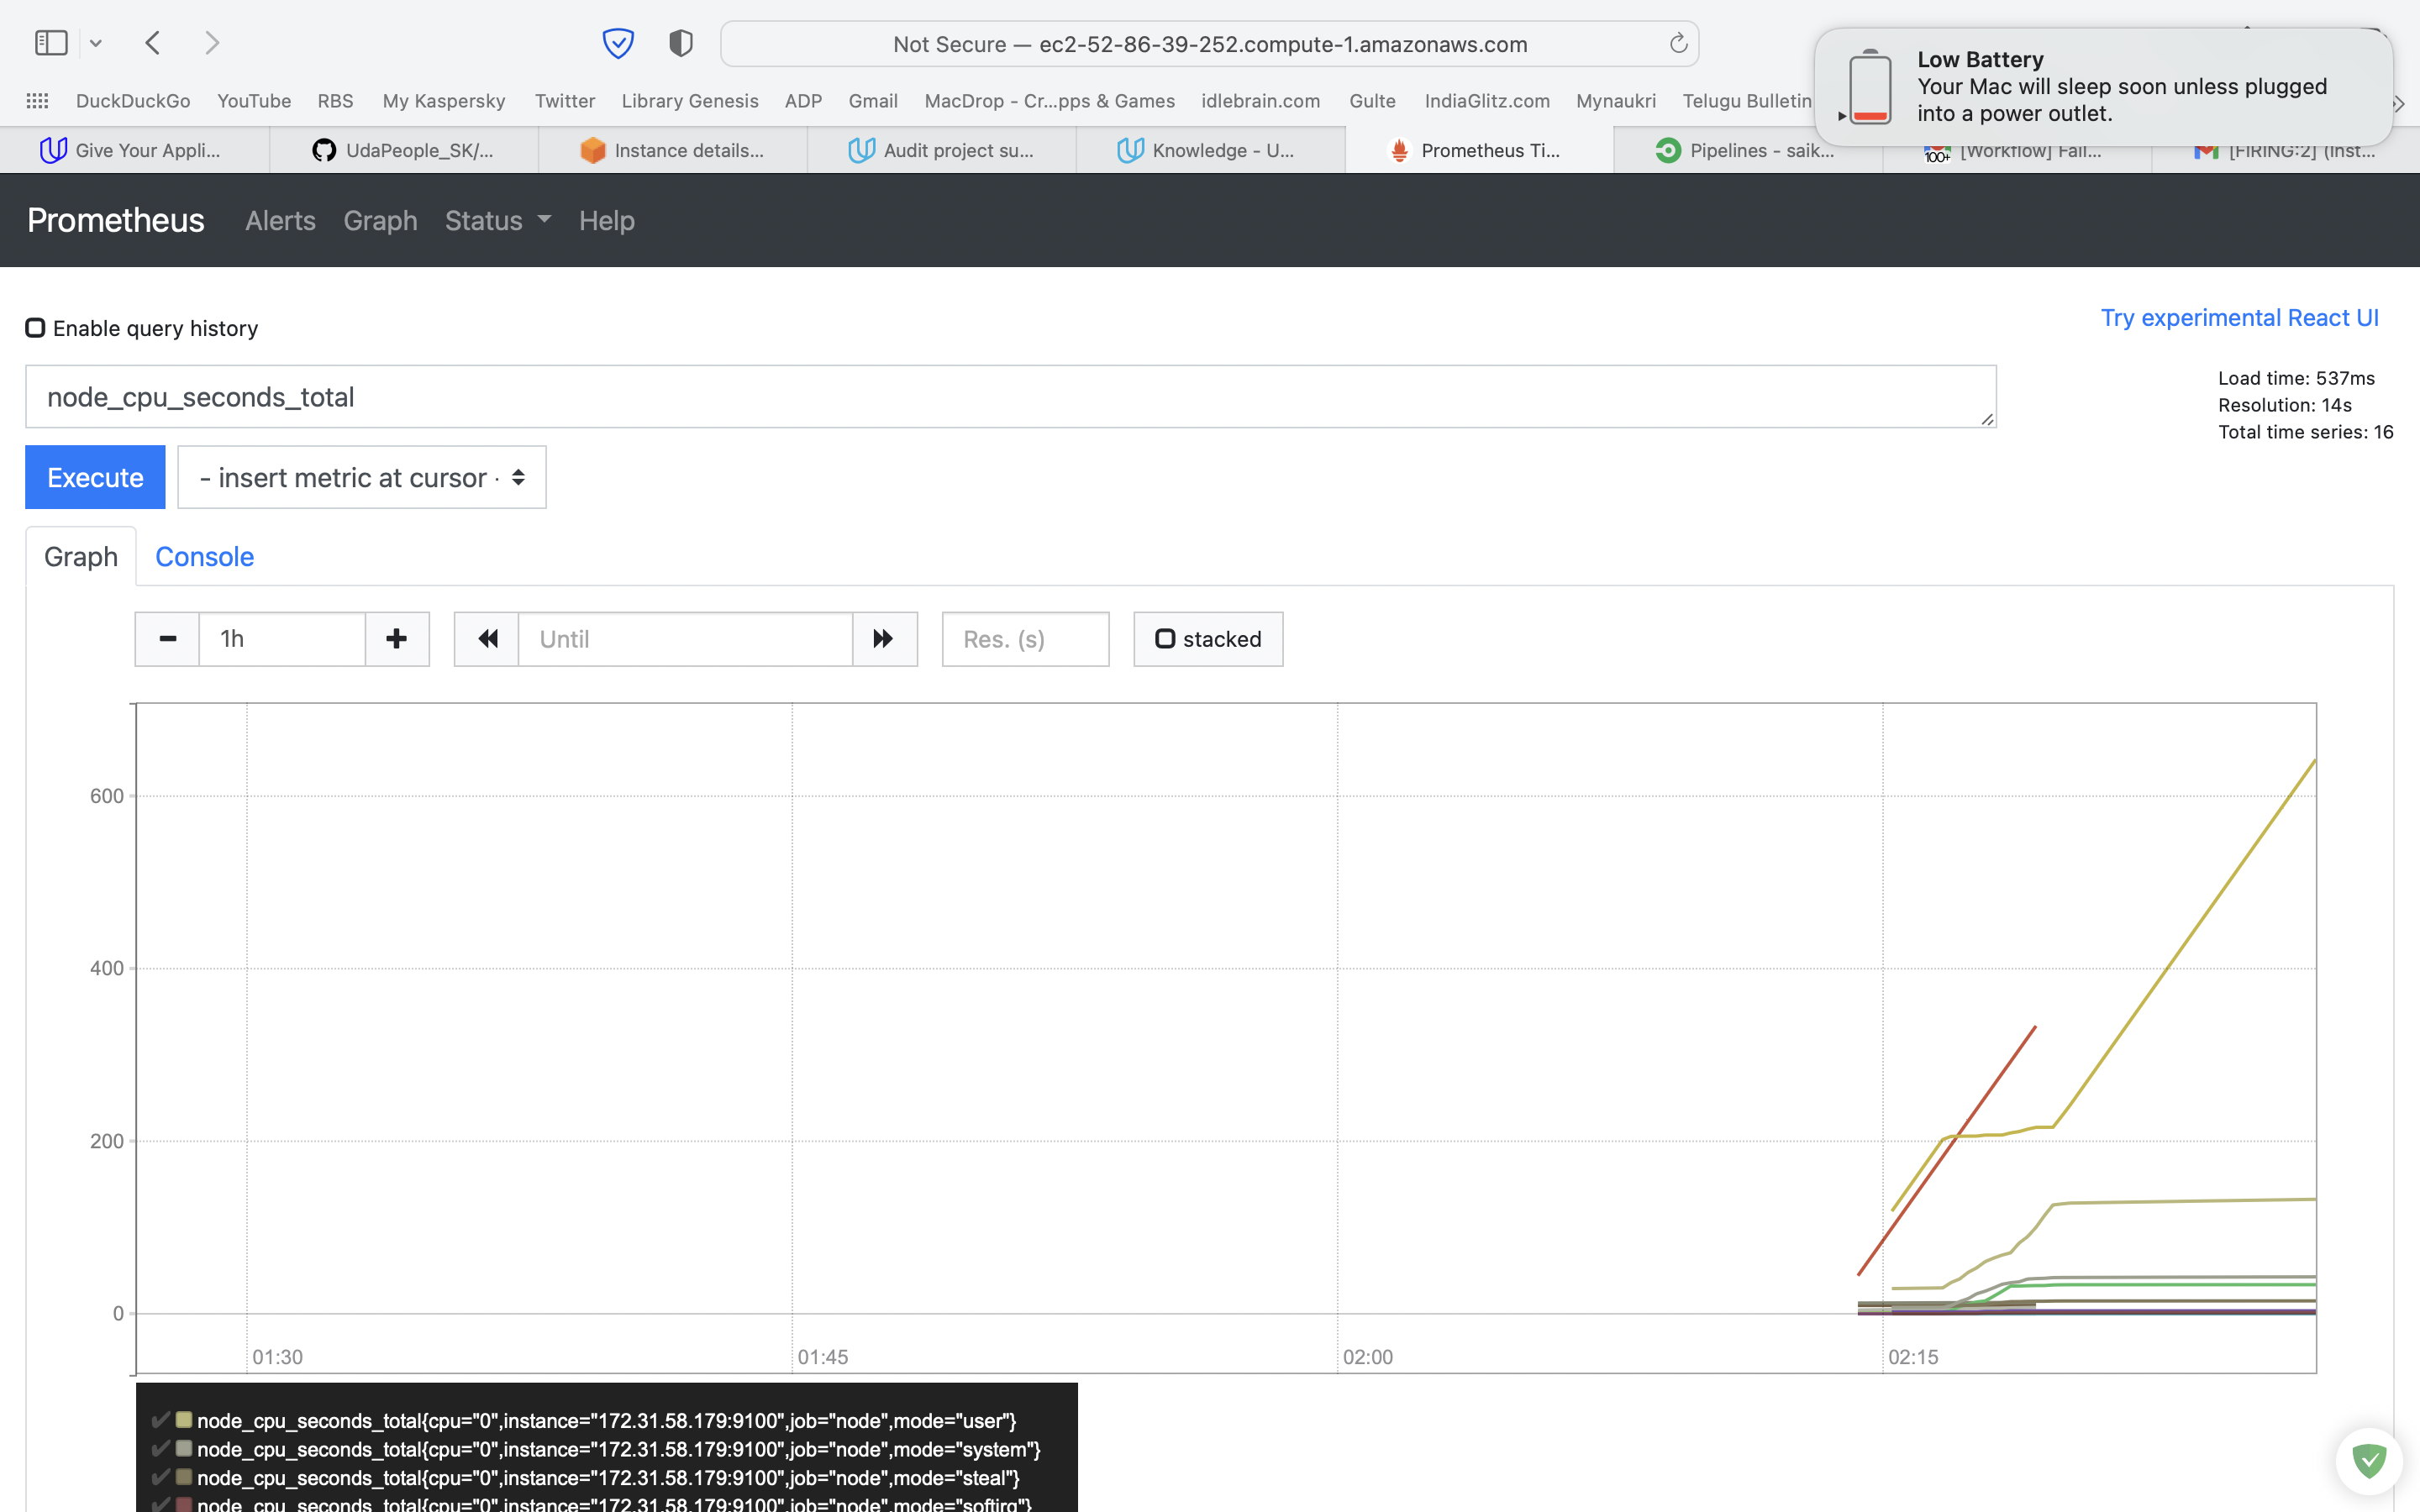 Not Secure — ec2-52-86-39-252.compute-1.amazonaws.com
Low Battery
Your Mac will sleep soon unless plugged
into a power outlet.
DuckDuckGo YouTube RBS My Kaspersky Twitter Library Genesis ADP Gmail MacDrop - Cr...pps & Games idlebrain.com Gulte IndiaGlitz.com Mynaukri Telugu Bulletin
Give Your Appli... UdaPeople_SK/... Instance details... Audit project su... Knowledge - U... Prometheus Ti... Pipelines - saik... 100+ [Workflow] Fail... [FIRING:2] (Inst...
Prometheus Alerts Graph Status Help
Enable query history
Try experimental React UI
node_cpu_seconds_total
Load time: 537ms
Resolution: 14s
Total time series: 16
Execute - insert metric at cursor -
Graph Console
1h Until Res. (s) stacked
600
400
200
0
01:30 01:45 02:00 02:15
node_cpu_seconds_total{cpu="0",instance="172.31.58.179:9100",job="node",mode="user"}
node_cpu_seconds_total{cpu="0",instance="172.31.58.179:9100",job="node",mode="system"}
node_cpu_seconds_total{cpu="0",instance="172.31.58.179:9100",job="node",mode="steal"}
node_cpu_seconds_total{cpu="0",instance="172.31.58.179:9100",job="node",mode="softirq"}